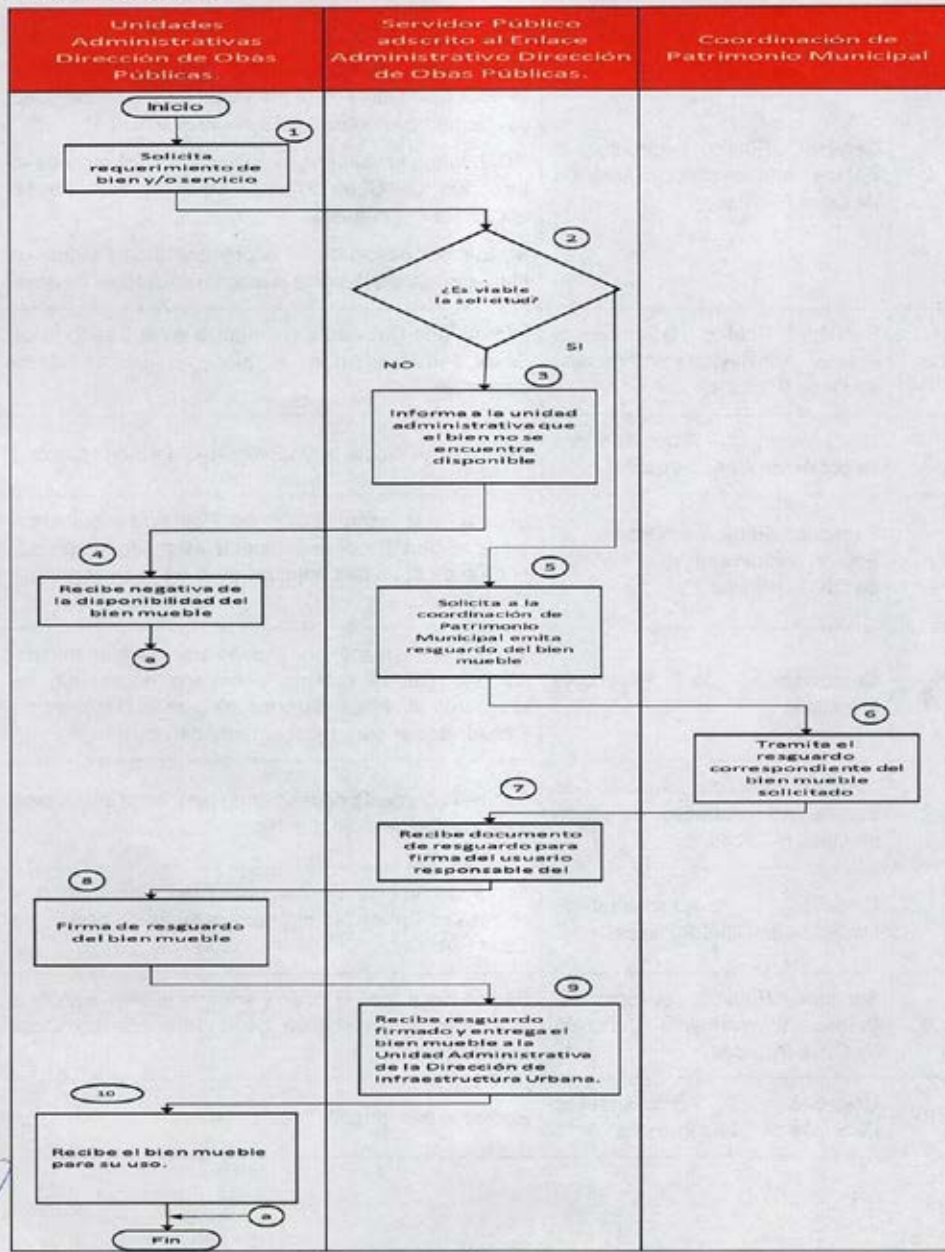 Unidades
Administrativas
Dirección de Obas
Públicas.
Servidor Público
adscrito al Enlace
Administrativo Dirección
de Obas Públicas.
Coordinación de
Patrimonio Municipal
Inicio
1
Solicita
requerimiento de
bien y/o servicio
2
¿Es viable
la solicitud?
SI
NO
3
Informa a la unidad
administrativa que
el bien no se
encuentra
disponible
4
Recibe negativa de
la disponibilidad del
bien mueble
a
5
Solicita a la
coordinación de
Patrimonio
Municipal emita
resguardo del bien
mueble
6
Tramita el
resguardo
correspondiente del
bien mueble
solicitado
7
Recibe documento
de resguardo para
firma del usuario
responsable del
8
Firma de resguardo
del bien mueble
9
Recibe resguardo
firmado y entrega el
bien mueble a la
Unidad Administrativa
de la Dirección de
Infraestructura Urbana.
10
Recibe el bien mueble
para su uso.
a
Fin